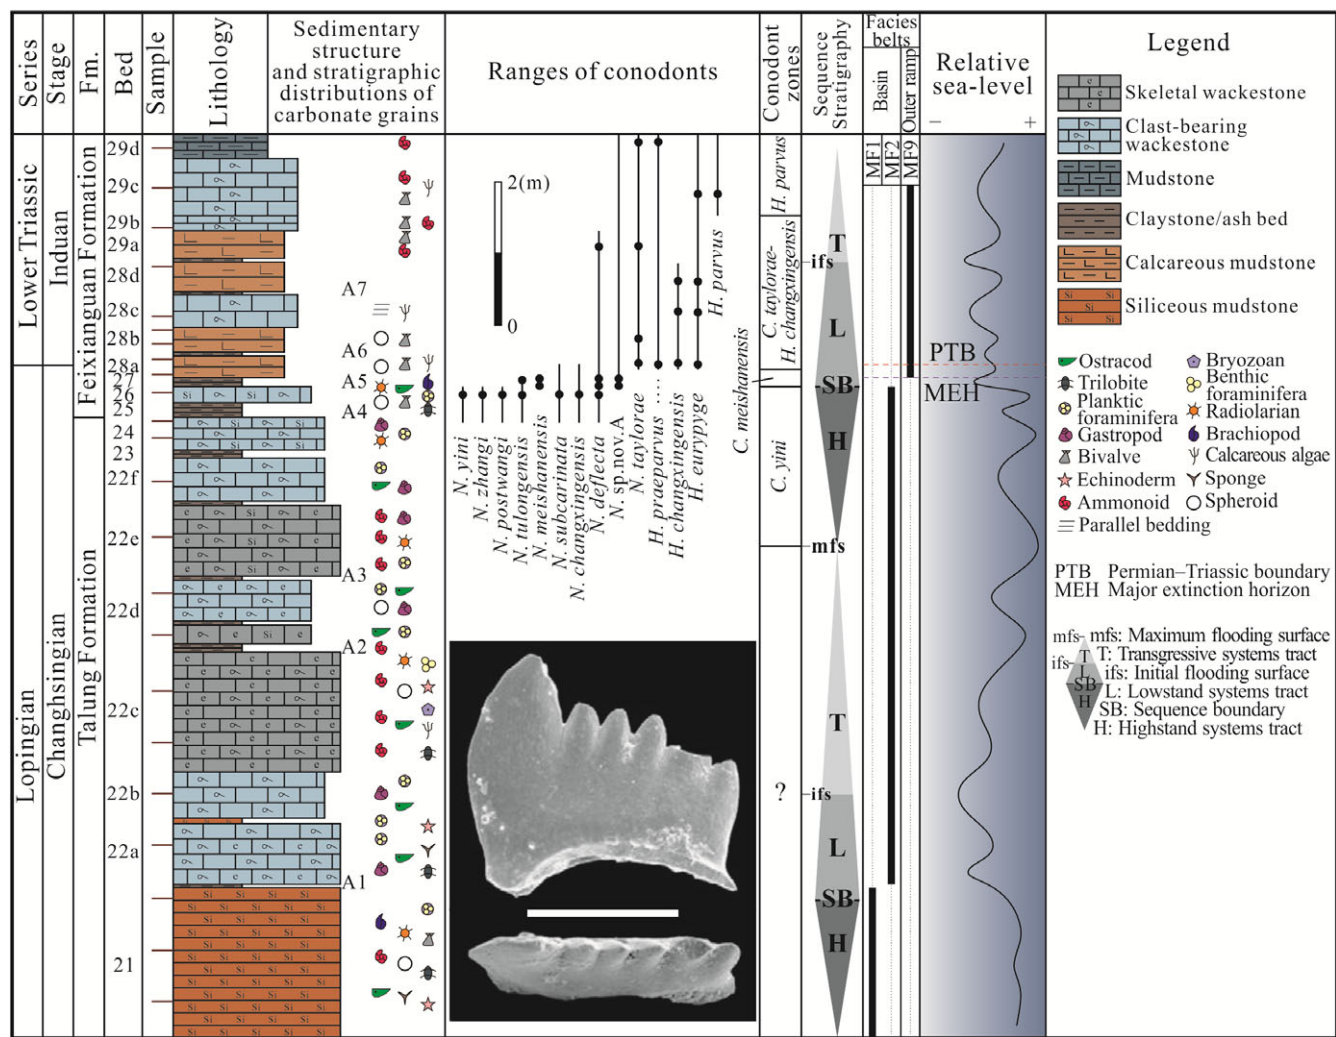 Series
Stage
Fm.
Bed
Sample
Lithology
Sedimentary
structure
and stratigraphic
distributions of
carbonate grains
Ranges of conodonts
Conodont
zones
Sequence
Stratigraphy
Facies
belts
Basin
Outer ramp
MF1
MF2
MF9
Relative
sea-level
− +
Lower Triassic
Lopingian
Induan
Changhsingian
Feixianguan Formation
Talung Formation
29d
29c
29b
29a
28d
28c
28b
28a
27
26
25
24
23
22f
22e
22d
22c
22b
22a
21
A7
A6
A5
A4
A3
A2
A1
2(m)
0
N. yini
N. zhangi
N. postwangi
N. tulongensis
N. meishanensis
N. subcarinata
N. changxingensis
N. deflecta
N. sp.nov.A
N. taylorae
H. praeparvus
H. changxingensis
H. eurypyge
H. parvus
C. meishanensis
H. parvus
C. taylorae-
H. changxingensis
C. yini
?
T
ifs
L
SB
H
mfs
T
ifs
L
SB
H
PTB
MEH
Legend
Skeletal wackestone
Clast-bearing
wackestone
Mudstone
Claystone/ash bed
Calcareous mudstone
Siliceous mudstone
Ostracod
Bryozoan
Trilobite
Benthic
foraminifera
Planktic
foraminifera
Radiolarian
Gastropod
Brachiopod
Bivalve
Calcareous algae
Echinoderm
Sponge
Ammonoid
Spheroid
Parallel bedding
PTB Permian–Triassic boundary
MEH Major extinction horizon
mfs
ifs
T
L
SB
H
mfs: Maximum flooding surface
T: Transgressive systems tract
ifs: Initial flooding surface
L: Lowstand systems tract
SB: Sequence boundary
H: Highstand systems tract